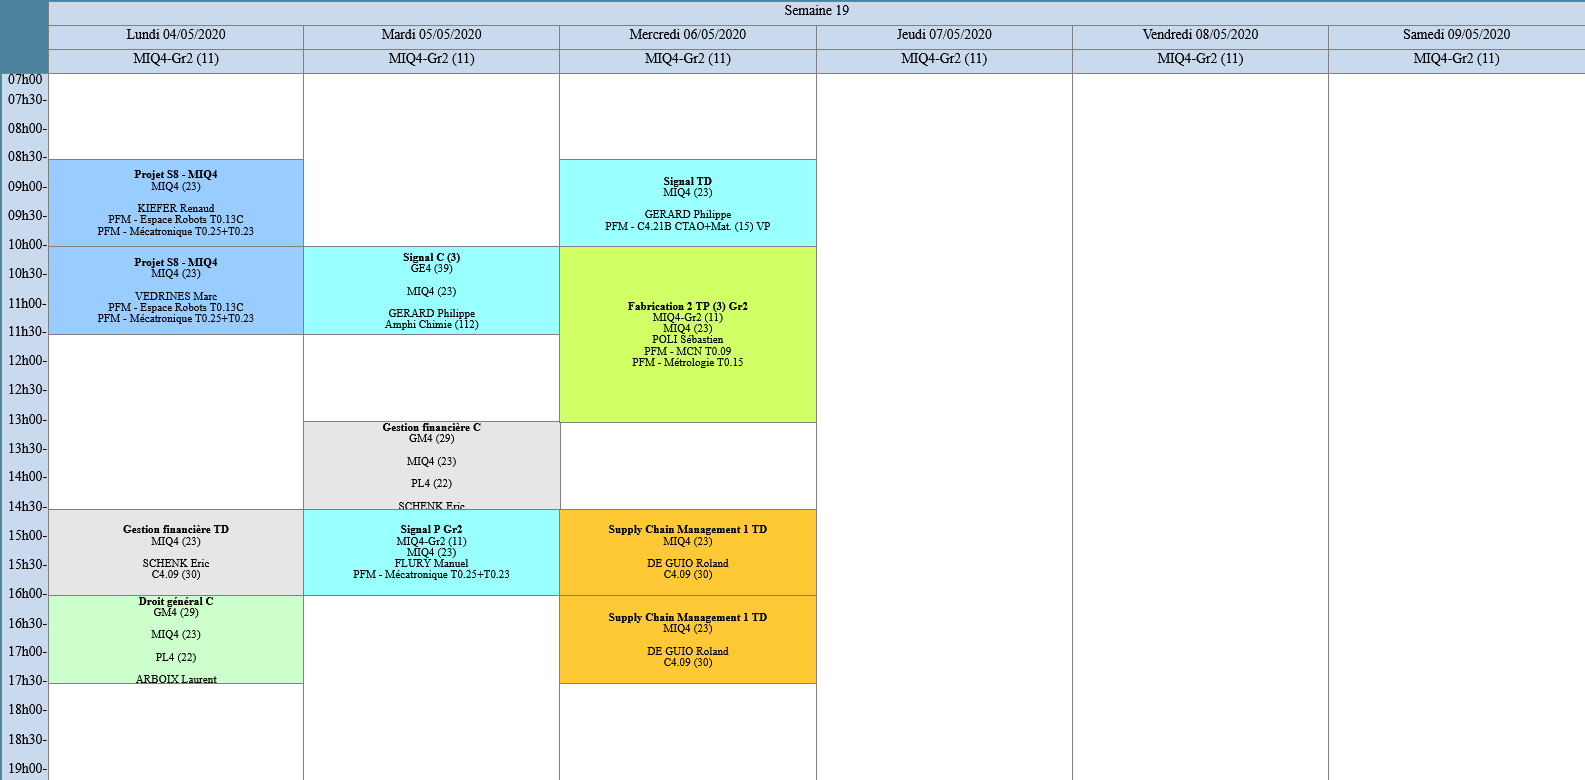 Semaine 19
Lundi 04/05/2020
Mardi 05/05/2020
Mercredi 06/05/2020
Jeudi 07/05/2020
Vendredi 08/05/2020
Samedi 09/05/2020
MIQ4-Gr2 (11)
MIQ4-Gr2 (11)
MIQ4-Gr2 (11)
MIQ4-Gr2 (11)
MIQ4-Gr2 (11)
MIQ4-Gr2 (11)
07h00
07h30-
08h00-
08h30-
09h00-
09h30-
10h00-
10h30-
11h00-
11h30-
12h00-
12h30-
13h00-
13h30-
14h00-
14h30-
15h00-
15h30-
16h00-
16h30-
17h00-
17h30-
18h00-
18h30-
19h00-
Projet S8 - MIQ4
MIQ4 (23)
KIEFER Renaud
PFM - Espace Robots T0.13C
PFM - Mécatronique T0.25+T0.23
Projet S8 - MIQ4
MIQ4 (23)
VEDRINES Marc
PFM - Espace Robots T0.13C
PFM - Mécatronique T0.25+T0.23
Gestion financière TD
MIQ4 (23)
SCHENK Eric
C4.09 (30)
Droit général C
GM4 (29)
MIQ4 (23)
PL4 (22)
ARBOIX Laurent
Signal C (3)
GE4 (39)
MIQ4 (23)
GERARD Philippe
Amphi Chimie (112)
Gestion financière C
GM4 (29)
MIQ4 (23)
PL4 (22)
SCHENK Eric
Signal P Gr2
MIQ4-Gr2 (11)
MIQ4 (23)
FLURY Manuel
PFM - Mécatronique T0.25+T0.23
Signal TD
MIQ4 (23)
GERARD Philippe
PFM - C4.21B CTAO+Mat. (15) VP
Fabrication 2 TP (3) Gr2
MIQ4-Gr2 (11)
MIQ4 (23)
POLI Sébastien
PFM - MCN T0.09
PFM - Métrologie T0.15
Supply Chain Management 1 TD
MIQ4 (23)
DE GUIO Roland
C4.09 (30)
Supply Chain Management 1 TD
MIQ4 (23)
DE GUIO Roland
C4.09 (30)